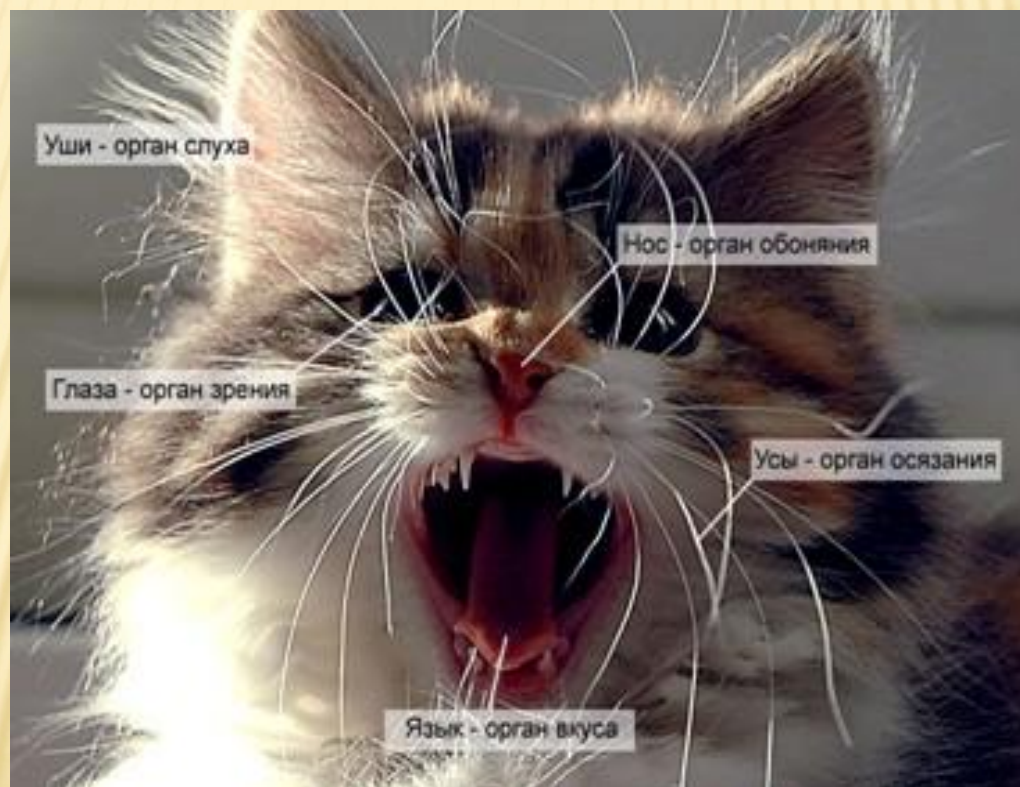 Уши - орган слуха
Нос - орган обоняния
Глаза - орган зрения
Усы - орган осязания
Язык - орган вкуса